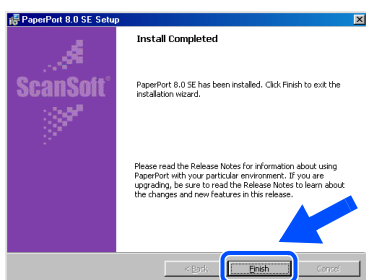 PaperPort 8.0 SE Setup
Install Completed
ScanSoft®
PaperPort 8.0 SE has been installed. Click Finish to exit the
installation wizard.
Please read the Release Notes for information about using
PaperPort with your particular environment. If you are
upgrading, be sure to read the Release Notes to learn about
the changes and new features in this release.
< Back Finish Cancel